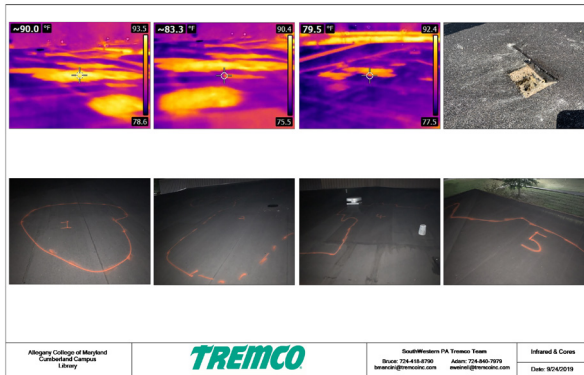 ~90.0 °F
93.5
78.6
~83.3 °F
90.4
75.5
79.5 °F
92.4
77.5
1
5
Allegany College of Maryland
Cumberland Campus
Library
TREMCO
SouthWestern PA Tremco Team
Bruce: 724-418-8790 Adam: 724-840-7979
bmancini@tremcoinc.com aweinel@tremcoinc.com
Infrared & Cores
Date: 9/24/2019